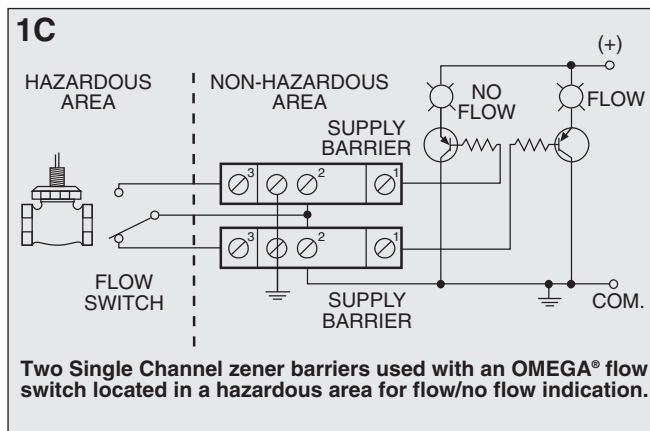 1C
HAZARDOUS
AREA
NON-HAZARDOUS
AREA
(+)
NO
FLOW
FLOW
SUPPLY
BARRIER
3
2
1
3
2
1
FLOW
SWITCH
SUPPLY
BARRIER
COM.
Two Single Channel zener barriers used with an OMEGA® flow
switch located in a hazardous area for flow/no flow indication.